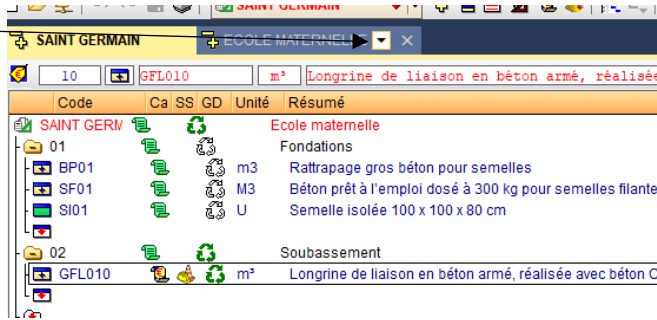 SAINT GERMAIN
SAINT GERMAIN ECOLE MATERNELLE
10 GFL010 m³ Longrine de liaison en béton armé, réalisée
Code Ca SS GD Unité Résumé
SAINT GERM Ecole maternelle
01 Fondations
BP01 m3 Rattrapage gros béton pour semelles
SF01 M3 Béton prêt à l'emploi dosé à 300 kg pour semelles filante
SI01 U Semelle isolée 100 x 100 x 80 cm
02 Soubassement
GFL010 m³ Longrine de liaison en béton armé, réalisée avec béton C